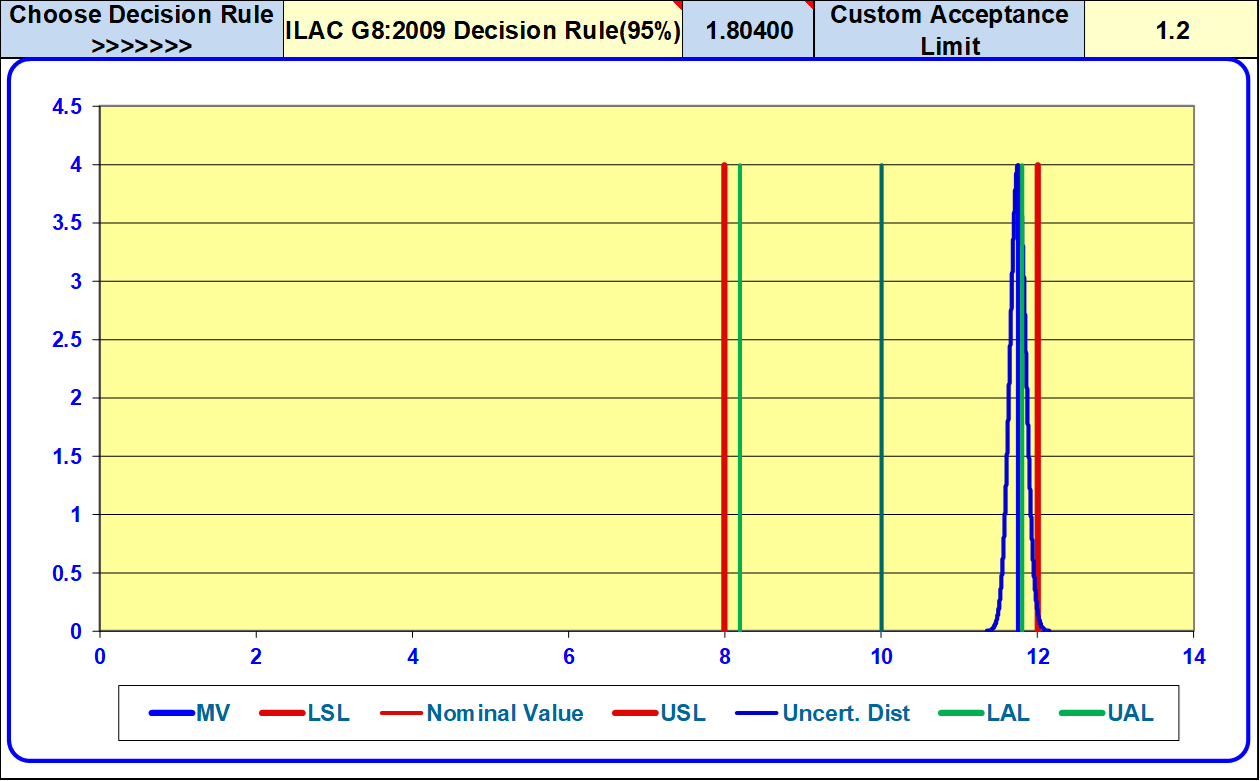 Choose Decision Rule
>>>>>>>
ILAC G8:2009 Decision Rule(95%)
1.80400
Custom Acceptance
Limit
1.2
4.5
4
3.5
3
2.5
2
1.5
1
0.5
0
0 2 4 6 8 10 12 14
MV LSL Nominal Value USL Uncert. Dist LAL UAL